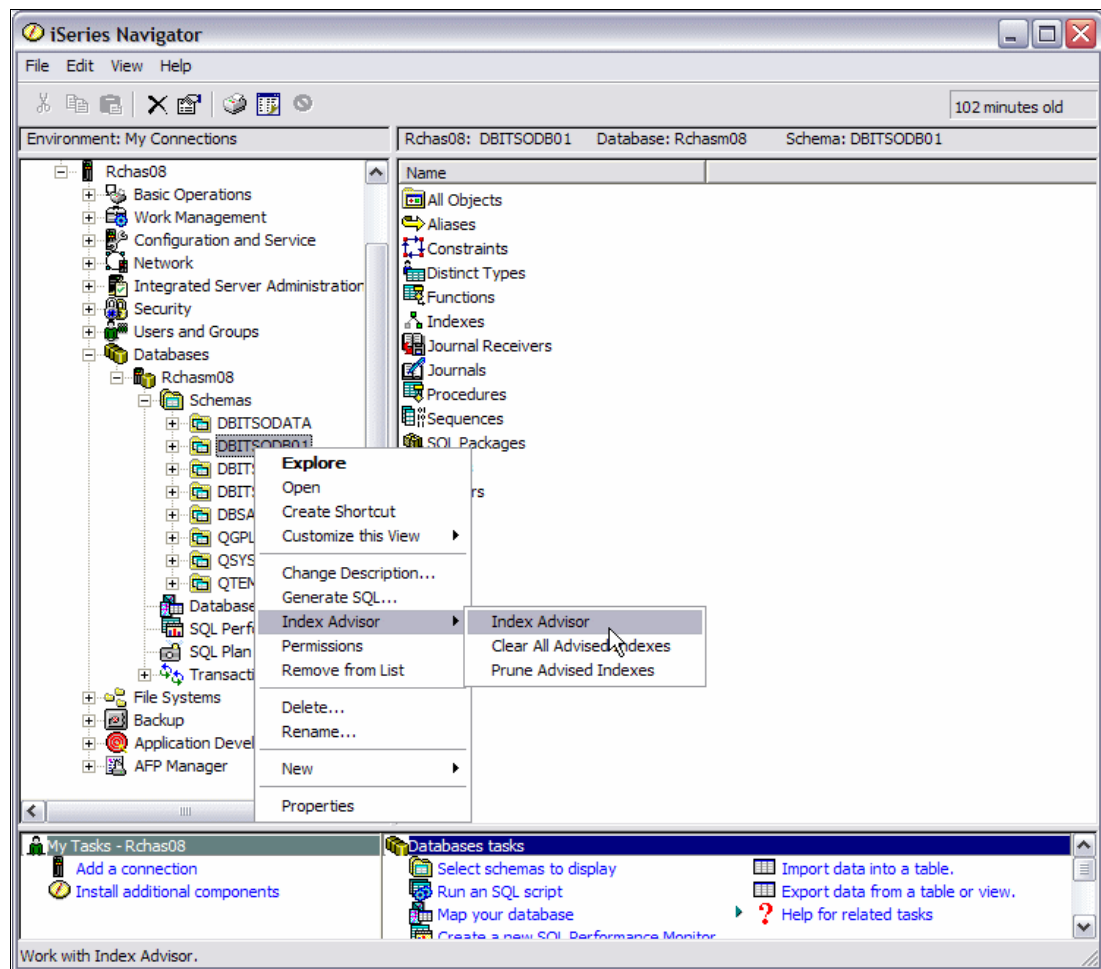 iSeries Navigator
File Edit View Help
102 minutes old
Environment: My Connections
Rchas08: DBITSODB01 Database: Rchasm08 Schema: DBITSODB01
Rchas08
Basic Operations
Work Management
Configuration and Service
Network
Integrated Server Administration
Security
Users and Groups
Databases
Rchasm08
Schemas
DBITSODATA
DBITSODB01
DBIT
DBIT
DBSA
QGPL
QSYS
QTEM
Database
SQL Perf
SQL Plan
Transacti
File Systems
Backup
Application Devel
AFP Manager
Name
All Objects
Aliases
Constraints
Distinct Types
Functions
Indexes
Journal Receivers
Journals
Procedures
Sequences
SQL Packages
rs
Explore
Open
Create Shortcut
Customize this View
Change Description...
Generate SQL...
Index Advisor
Permissions
Remove from List
Delete...
Rename...
New
Properties
Index Advisor
Clear All Advised Indexes
Prune Advised Indexes
My Tasks - Rchas08
Add a connection
Install additional components
Databases tasks
Select schemas to display
Run an SQL script
Map your database
Create a new SQL Performance Monitor
Import data into a table.
Export data from a table or view.
Help for related tasks
Work with Index Advisor.